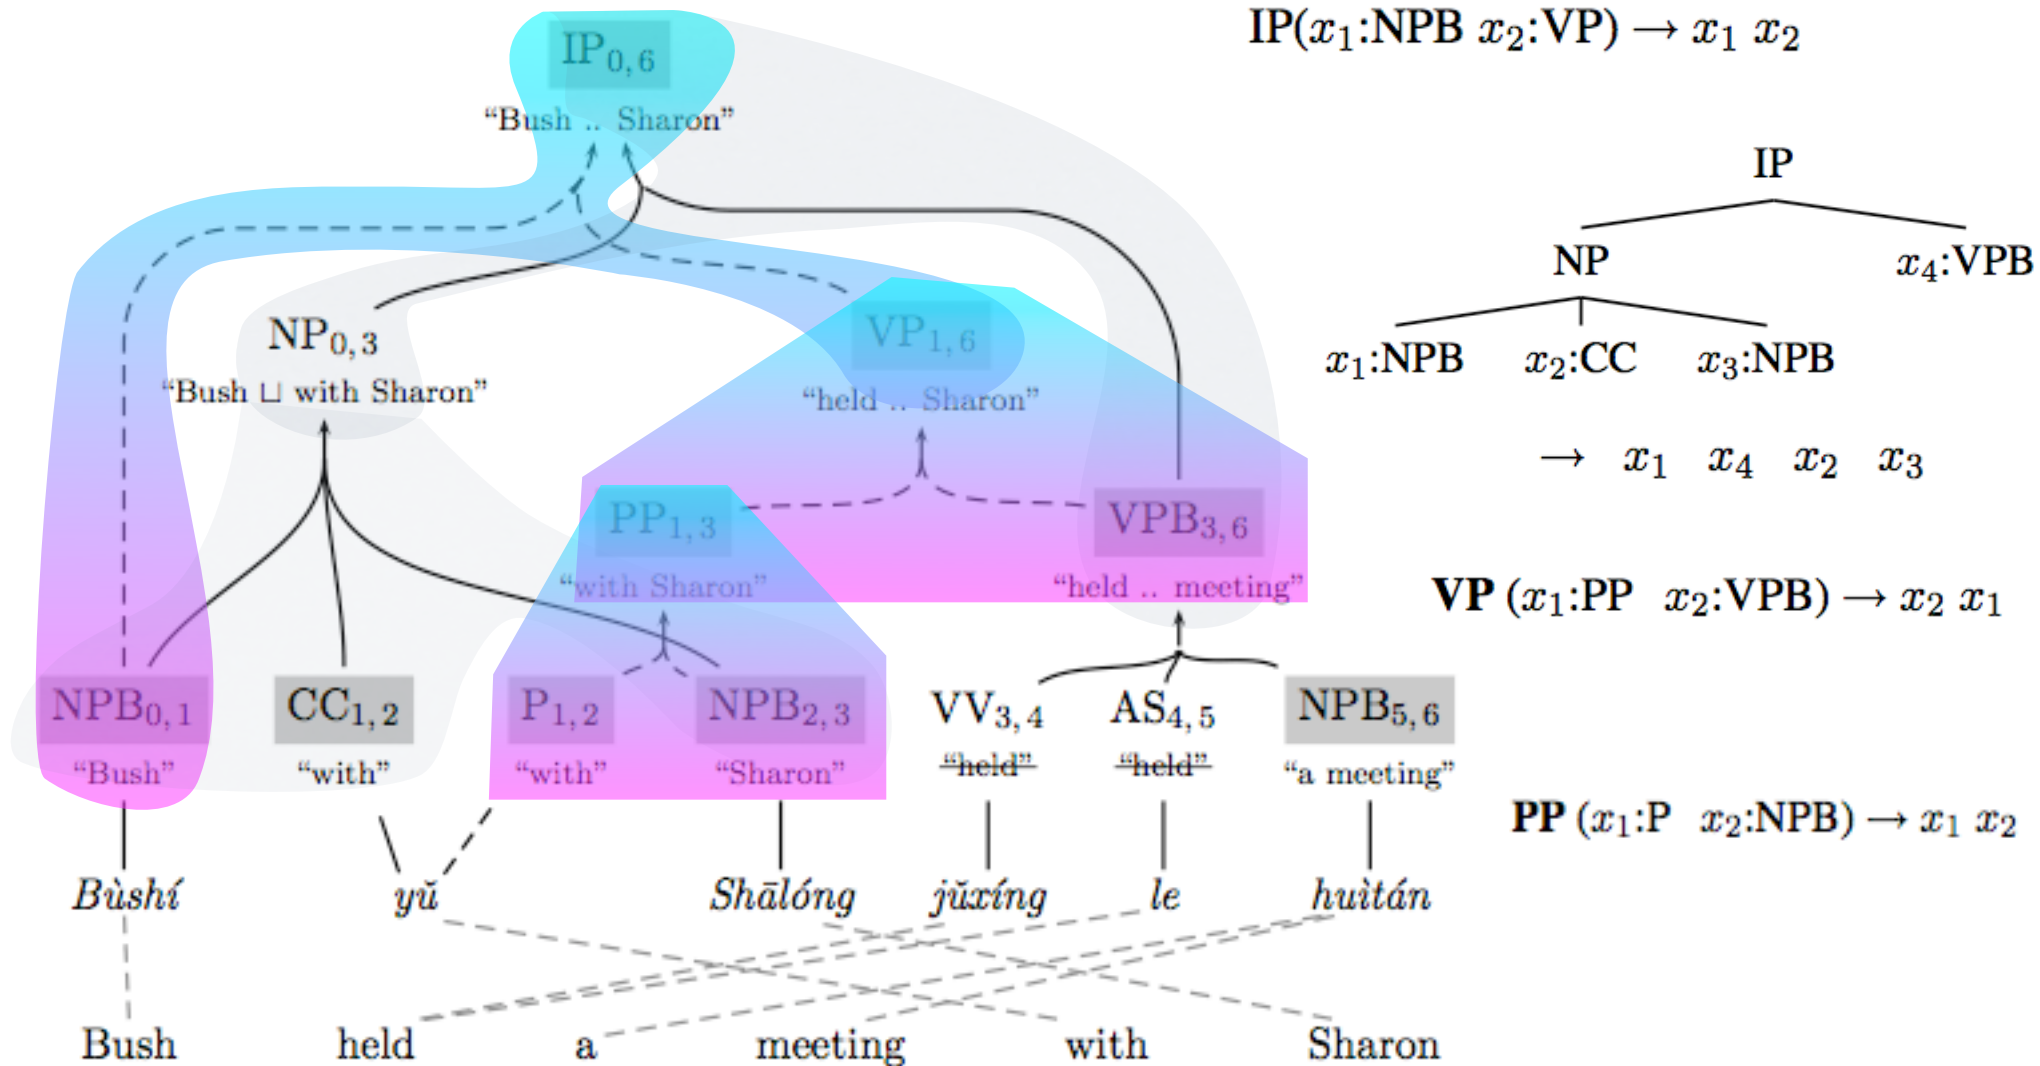 IP₀,₆
IP(x₁:NPB x₂:VP) → x₁ x₂
“Bush .. Sharon”
IP
NP x₄:VPB
NP₀,₃ VP₁,₆
x₁:NPB x₂:CC x₃:NPB
“Bush ⊔ with Sharon” “held .. Sharon”
→ x₁ x₄ x₂ x₃
PP₁,₃ VPB₃,₆
“with Sharon” “held .. meeting”
VP (x₁:PP x₂:VPB) → x₂ x₁
NPB₀,₁ CC₁,₂ P₁,₂ NPB₂,₃ VV₃,₄ AS₄,₅ NPB₅,₆
“Bush” “with” “with” “Sharon” “held” “held” “a meeting”
PP (x₁:P x₂:NPB) → x₁ x₂
Bùshí yǔ Shālóng jǔxíng le huìtán
Bush held a meeting with Sharon